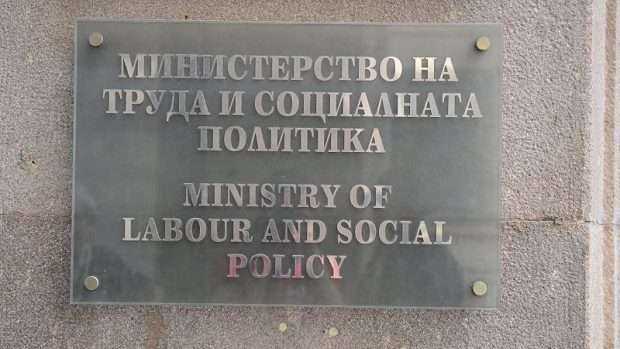 МИНИСТЕРСТВО НА
ТРУДА И СОЦИАЛНАТА
ПОЛИТИКА
MINISTRY OF
LABOUR AND SOCIAL
POLICY